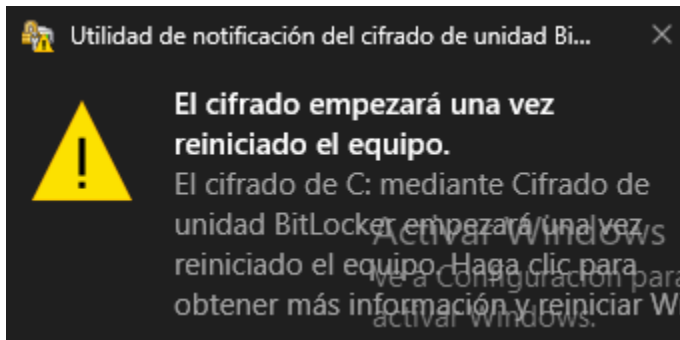 Utilidad de notificación del cifrado de unidad Bi...
El cifrado empezará una vez
reiniciado el equipo.
El cifrado de C: mediante Cifrado de
unidad BitLocker empezará una vez
reiniciado el equipo. Haga clic para
obtener más información y reiniciar W
Activar Windows
Ve a Configuración para
activar Windows.